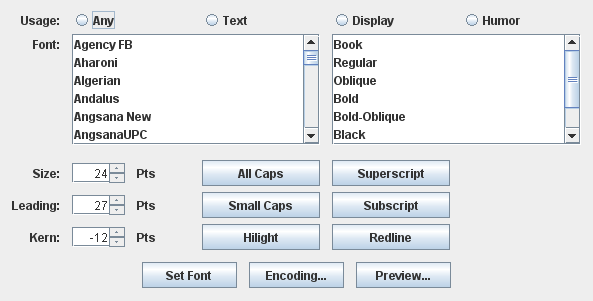 Usage: Any Text Display Humor
Font: Agency FB Book
Aharoni Regular
Algerian Oblique
Andalus Bold
Angsana New Bold-Oblique
AngsanaUPC Black
Size: 24 Pts All Caps Superscript
Leading: 27 Pts Small Caps Subscript
Kern: -12 Pts Hilight Redline
Set Font Encoding... Preview...